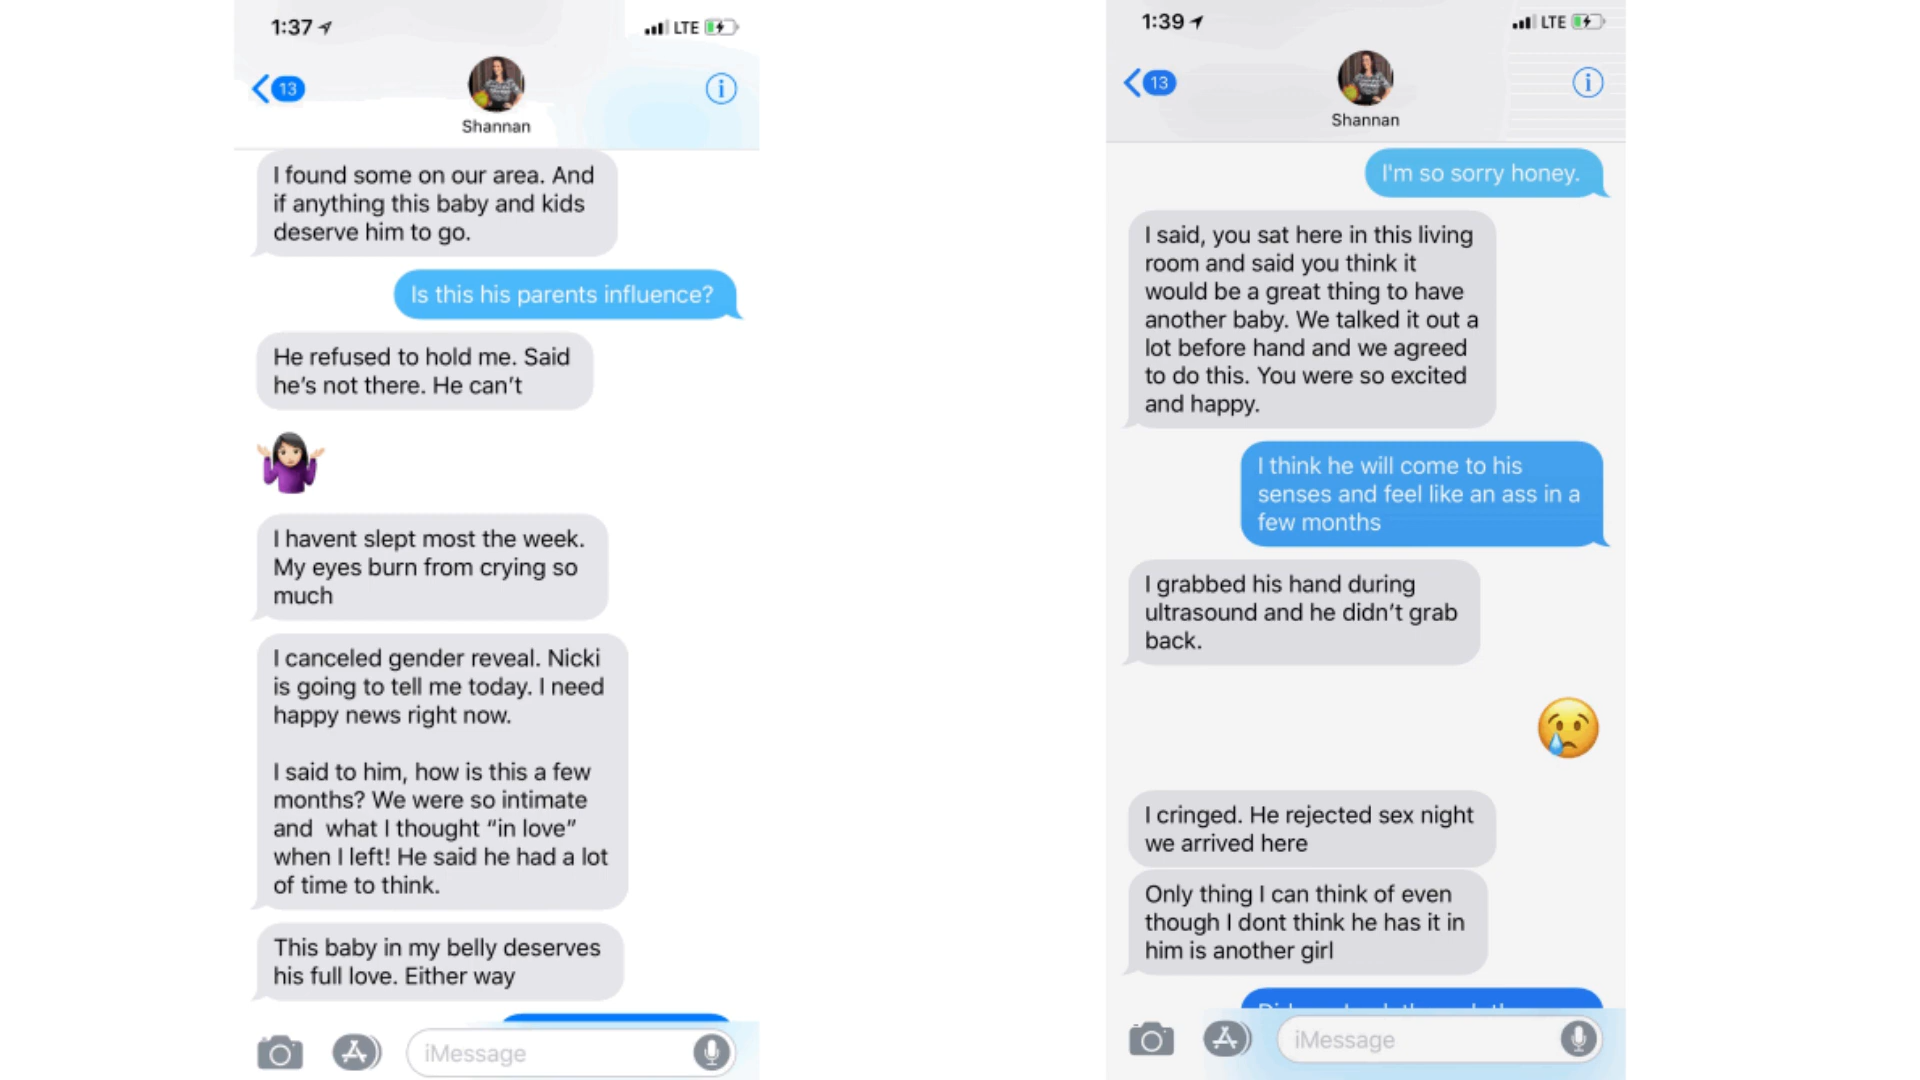 1:37
LTE
13
Shannan
I found some on our area. And
if anything this baby and kids
deserve him to go.
Is this his parents influence?
He refused to hold me. Said
he's not there. He can't
I havent slept most the week.
My eyes burn from crying so
much
I canceled gender reveal. Nicki
is going to tell me today. I need
happy news right now.
I said to him, how is this a few
months? We were so intimate
and  what I thought “in love”
when I left! He said he had a lot
of time to think.
This baby in my belly deserves
his full love. Either way
iMessage
1:39
LTE
13
Shannan
I'm so sorry honey.
I said, you sat here in this living
room and said you think it
would be a great thing to have
another baby. We talked it out a
lot before hand and we agreed
to do this. You were so excited
and happy.
I think he will come to his
senses and feel like an ass in a
few months
I grabbed his hand during
ultrasound and he didn't grab
back.
I cringed. He rejected sex night
we arrived here
Only thing I can think of even
though I dont think he has it in
him is another girl
iMessage